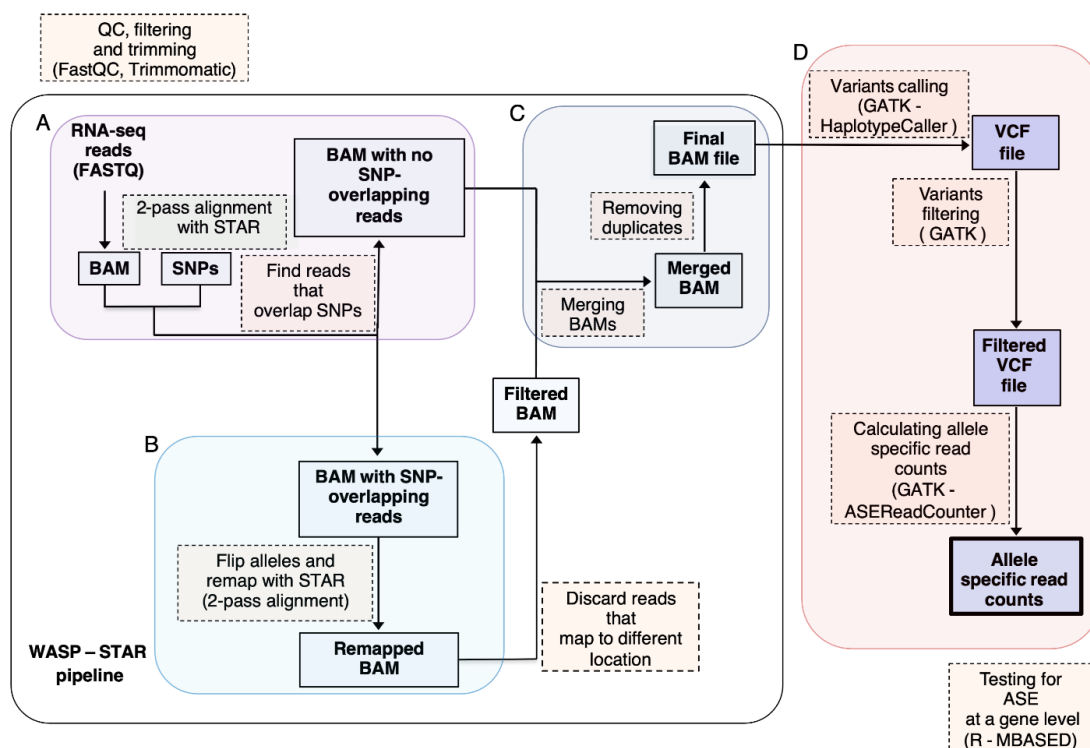 QC, filtering
and trimming
(FastQC, Trimmomatic)
A
RNA-seq
reads
(FASTQ)
2-pass alignment
with STAR
BAM
SNPs
Find reads
that
overlap SNPs
BAM with no
SNP-
overlapping
reads
B
BAM with SNP-
overlapping
reads
Flip alleles and
remap with STAR
(2-pass alignment)
Remapped
BAM
Discard reads
that
map to different
location
Filtered
BAM
WASP – STAR
pipeline
C
Final
BAM file
Removing
duplicates
Merged
BAM
Merging
BAMs
D
Variants calling
(GATK -
HaplotypeCaller )
VCF
file
Variants
filtering
( GATK )
Filtered
VCF
file
Calculating allele
specific read
counts
(GATK -
ASEReadCounter )
Allele
specific read
counts
Testing for
ASE
at a gene level
(R - MBASED)